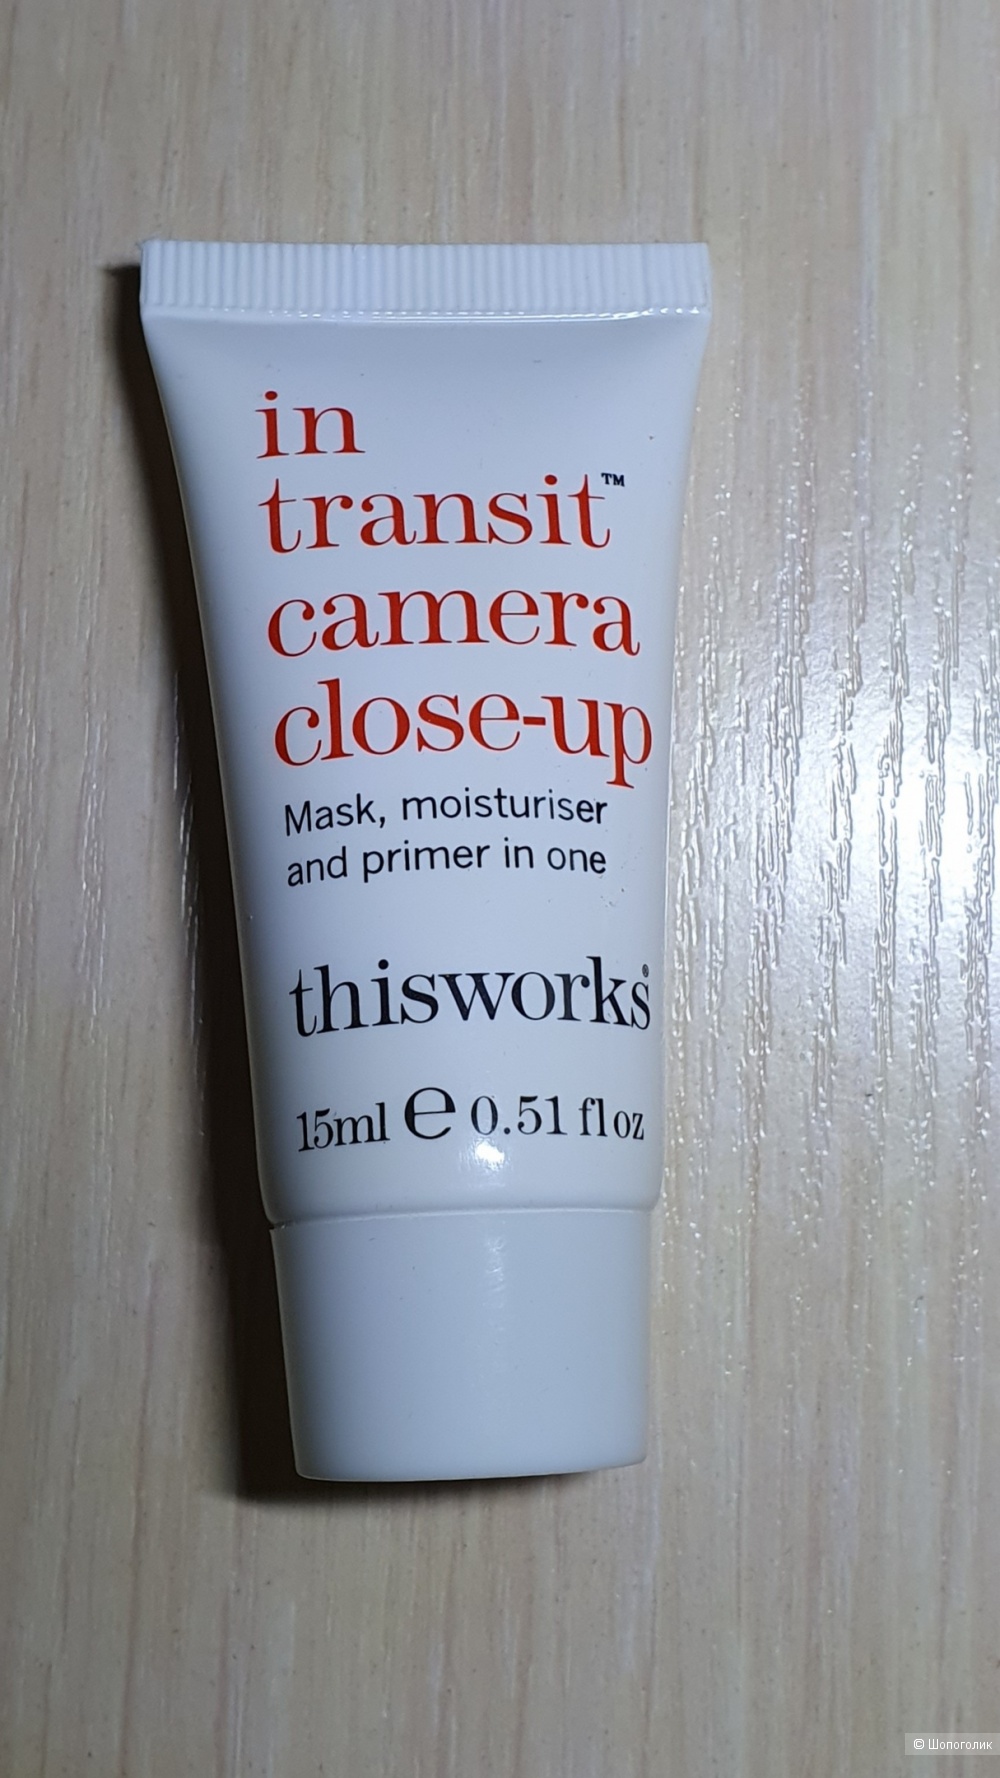 in
transit™
camera
close-up
Mask, moisturiser
and primer in one
thisworks®
15ml e 0.51 fl oz
© Шопоголик